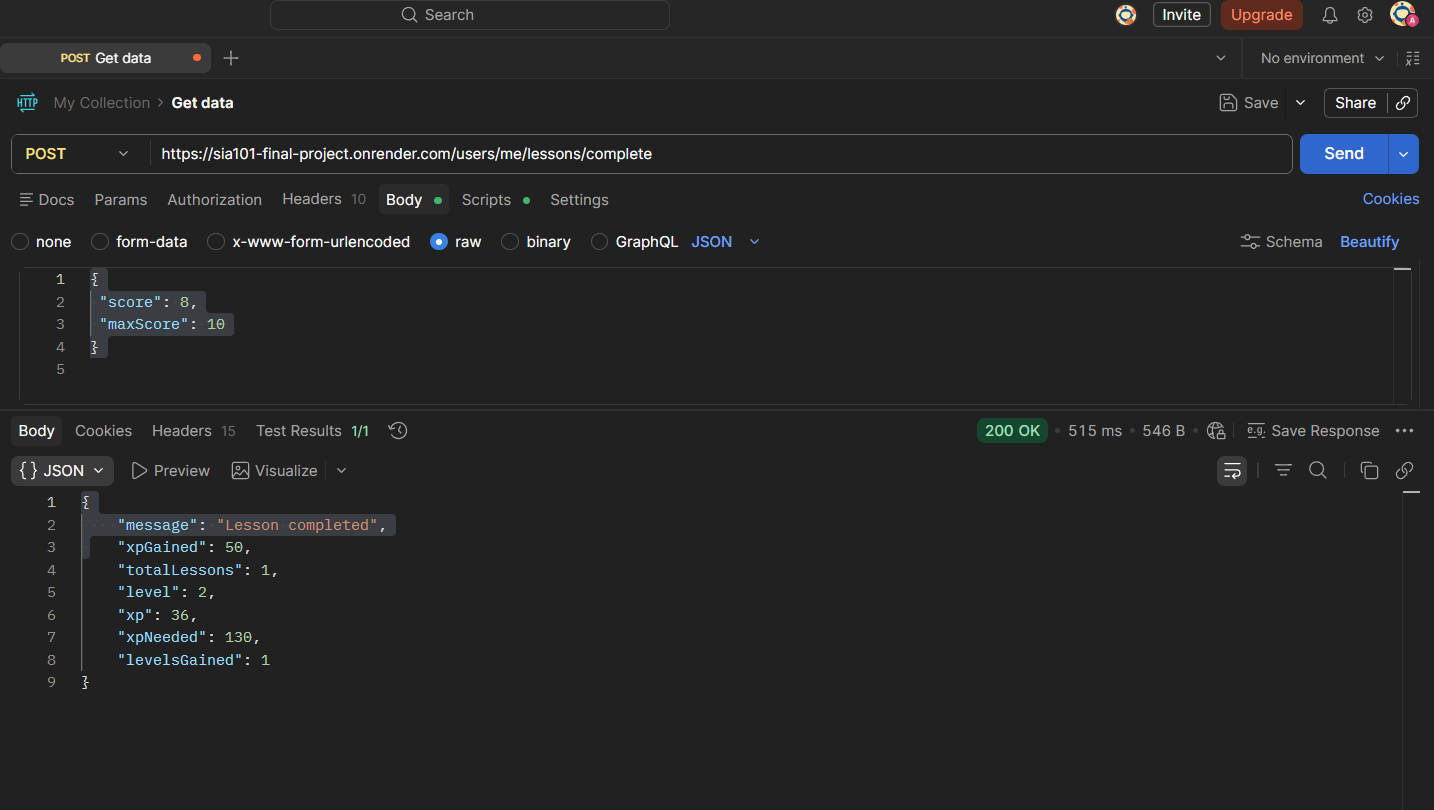 Search
Invite
Upgrade
A
POST Get data
No environment
HTTP
My Collection > Get data
Save
Share
POST
https://sia101-final-project.onrender.com/users/me/lessons/complete
Send
Docs
Params
Authorization
Headers 10
Body
Scripts
Settings
Cookies
none
form-data
x-www-form-urlencoded
raw
binary
GraphQL
JSON
Schema
Beautify
1 {
2 "score": 8,
3 "maxScore": 10
4 }
5
Body
Cookies
Headers 15
Test Results 1/1
200 OK • 515 ms • 546 B •
e.g. Save Response
{} JSON
Preview
Visualize
1 {
2 "message": "Lesson completed",
3 "xpGained": 50,
4 "totalLessons": 1,
5 "level": 2,
6 "xp": 36,
7 "xpNeeded": 130,
8 "levelsGained": 1
9 }